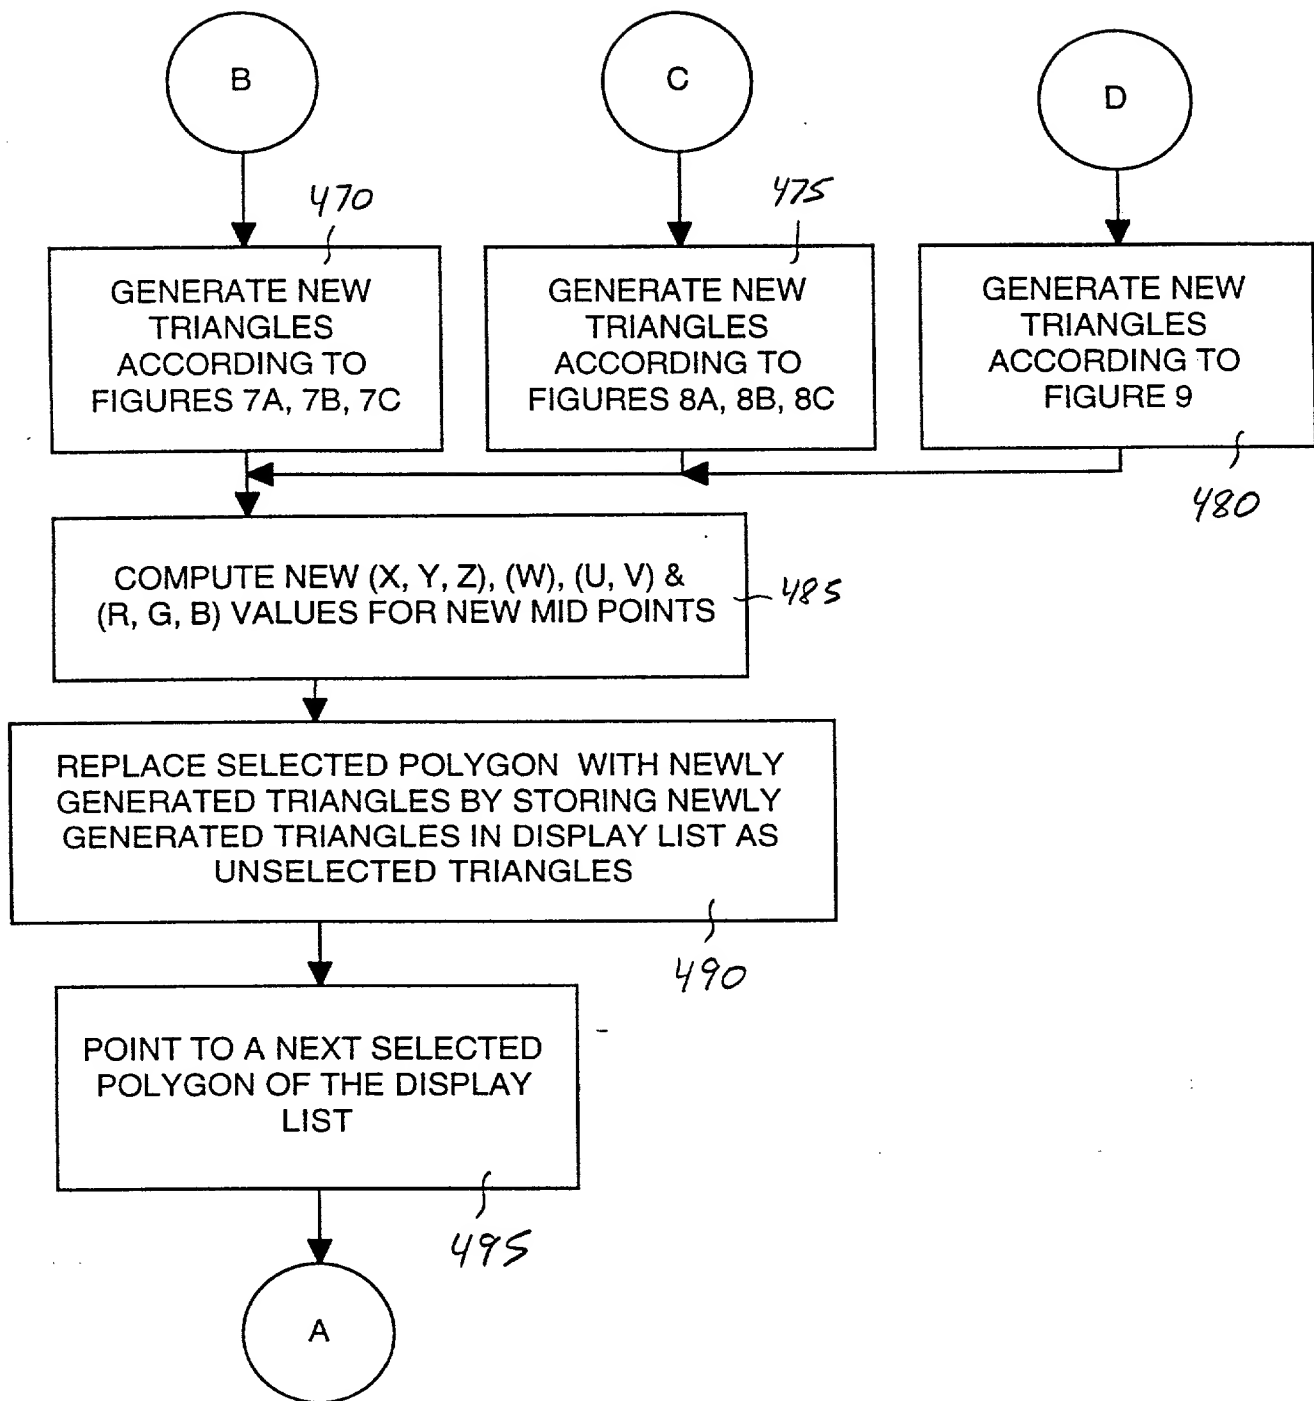 B
C
D
470
475
GENERATE NEW
TRIANGLES
ACCORDING TO
FIGURES 7A, 7B, 7C
GENERATE NEW
TRIANGLES
ACCORDING TO
FIGURES 8A, 8B, 8C
GENERATE NEW
TRIANGLES
ACCORDING TO
FIGURE 9
480
COMPUTE NEW (X, Y, Z), (W), (U, V) &
(R, G, B) VALUES FOR NEW MID POINTS
485
REPLACE SELECTED POLYGON WITH NEWLY
GENERATED TRIANGLES BY STORING NEWLY
GENERATED TRIANGLES IN DISPLAY LIST AS
UNSELECTED TRIANGLES
490
POINT TO A NEXT SELECTED
POLYGON OF THE DISPLAY
LIST
495
A